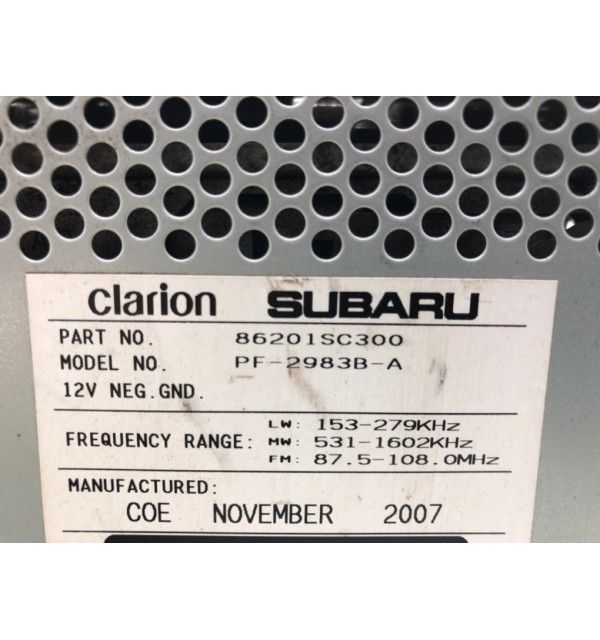 clarion SUBARU
PART NO. 86201SC300
MODEL NO. PF-2983B-A
12V NEG.GND.
FREQUENCY RANGE: LW: 153-279KHz
MW: 531-1602KHz
FM: 87.5-108.0MHz
MANUFACTURED:
COE NOVEMBER 2007